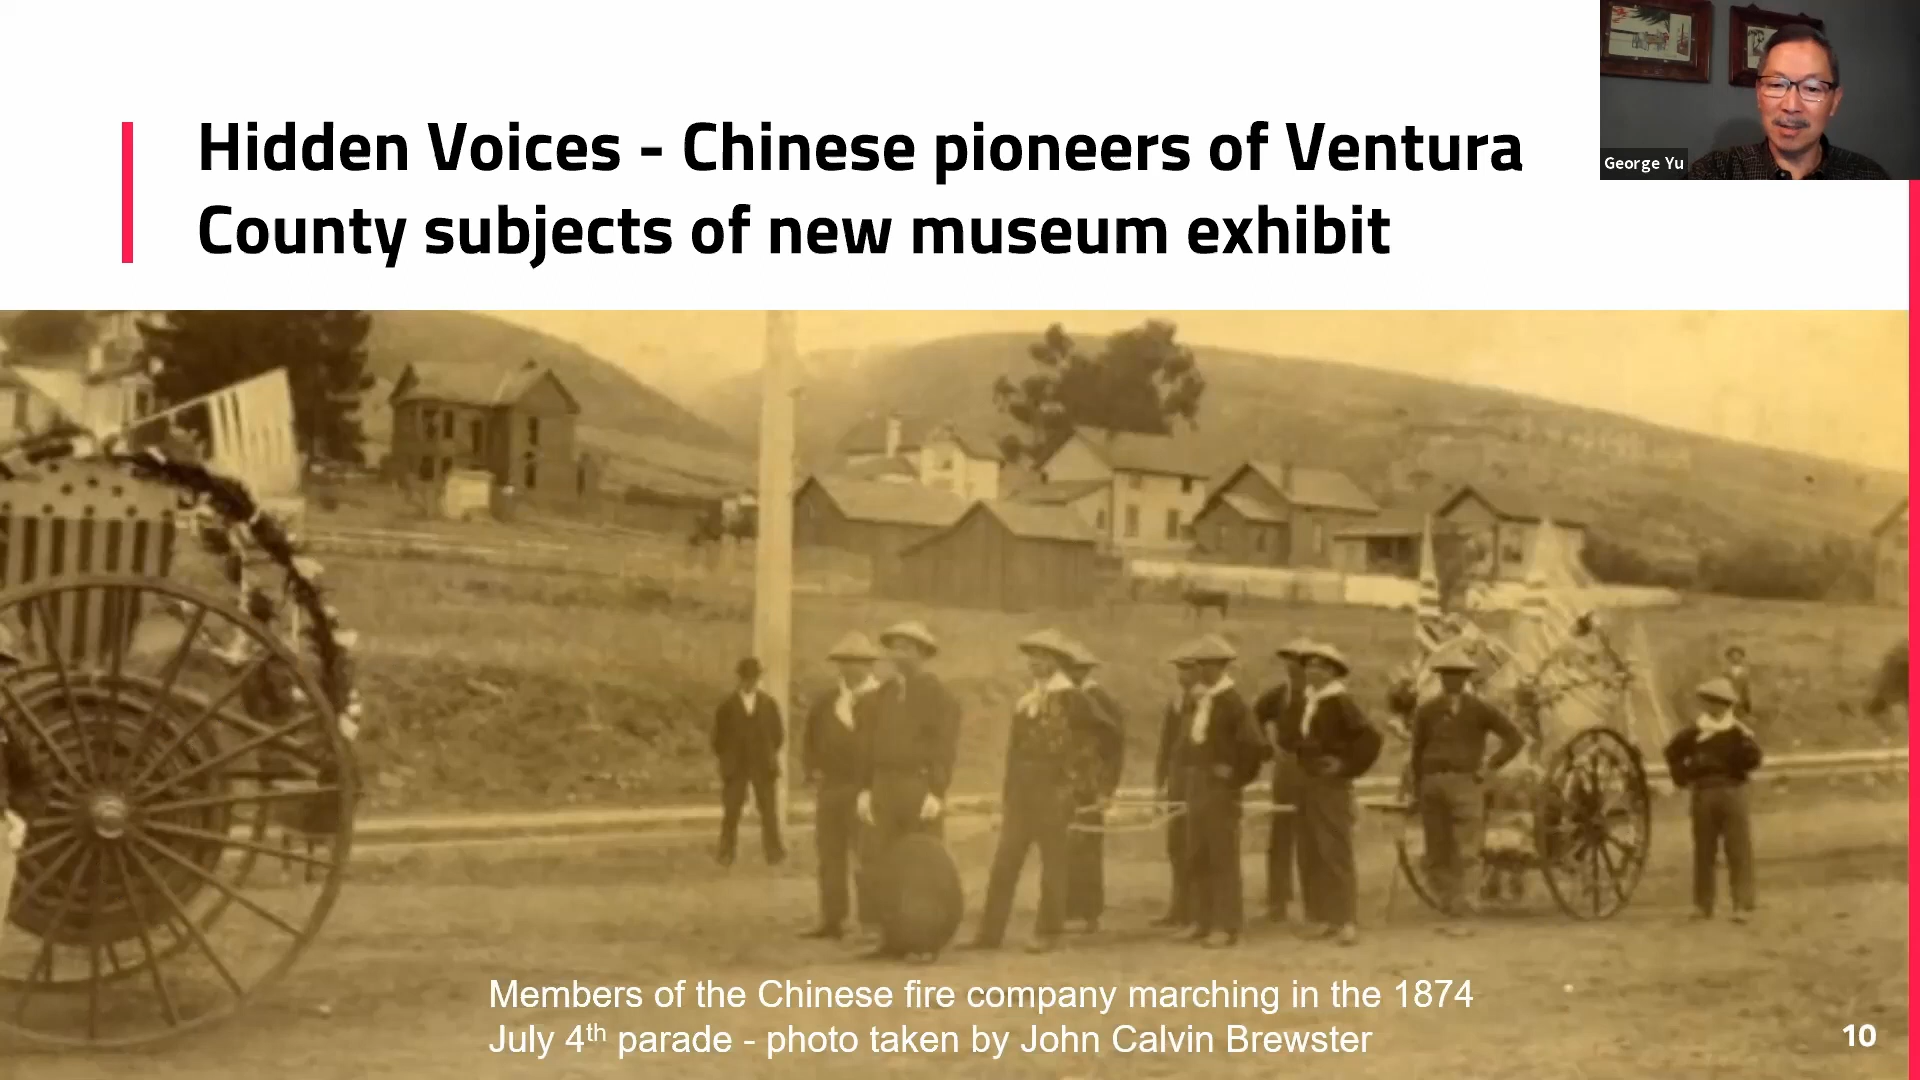 Hidden Voices - Chinese pioneers of Ventura
County subjects of new museum exhibit
George Yu
Members of the Chinese fire company marching in the 1874
July 4th parade - photo taken by John Calvin Brewster
10